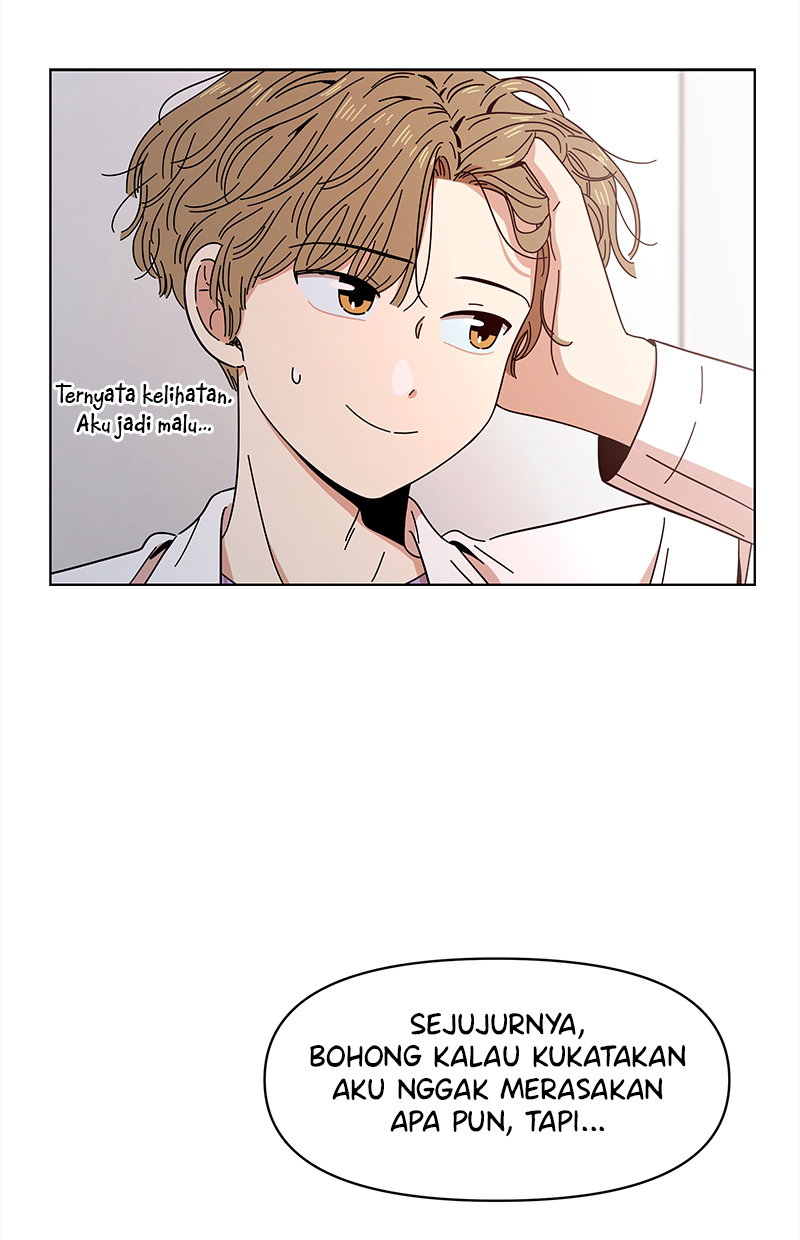 Ternyata kelihatan.
Aku jadi malu...
SEJUJURNYA,
BOHONG KALAU KUKATAKAN
AKU NGGAK MERASAKAN
APA PUN, TAPI...